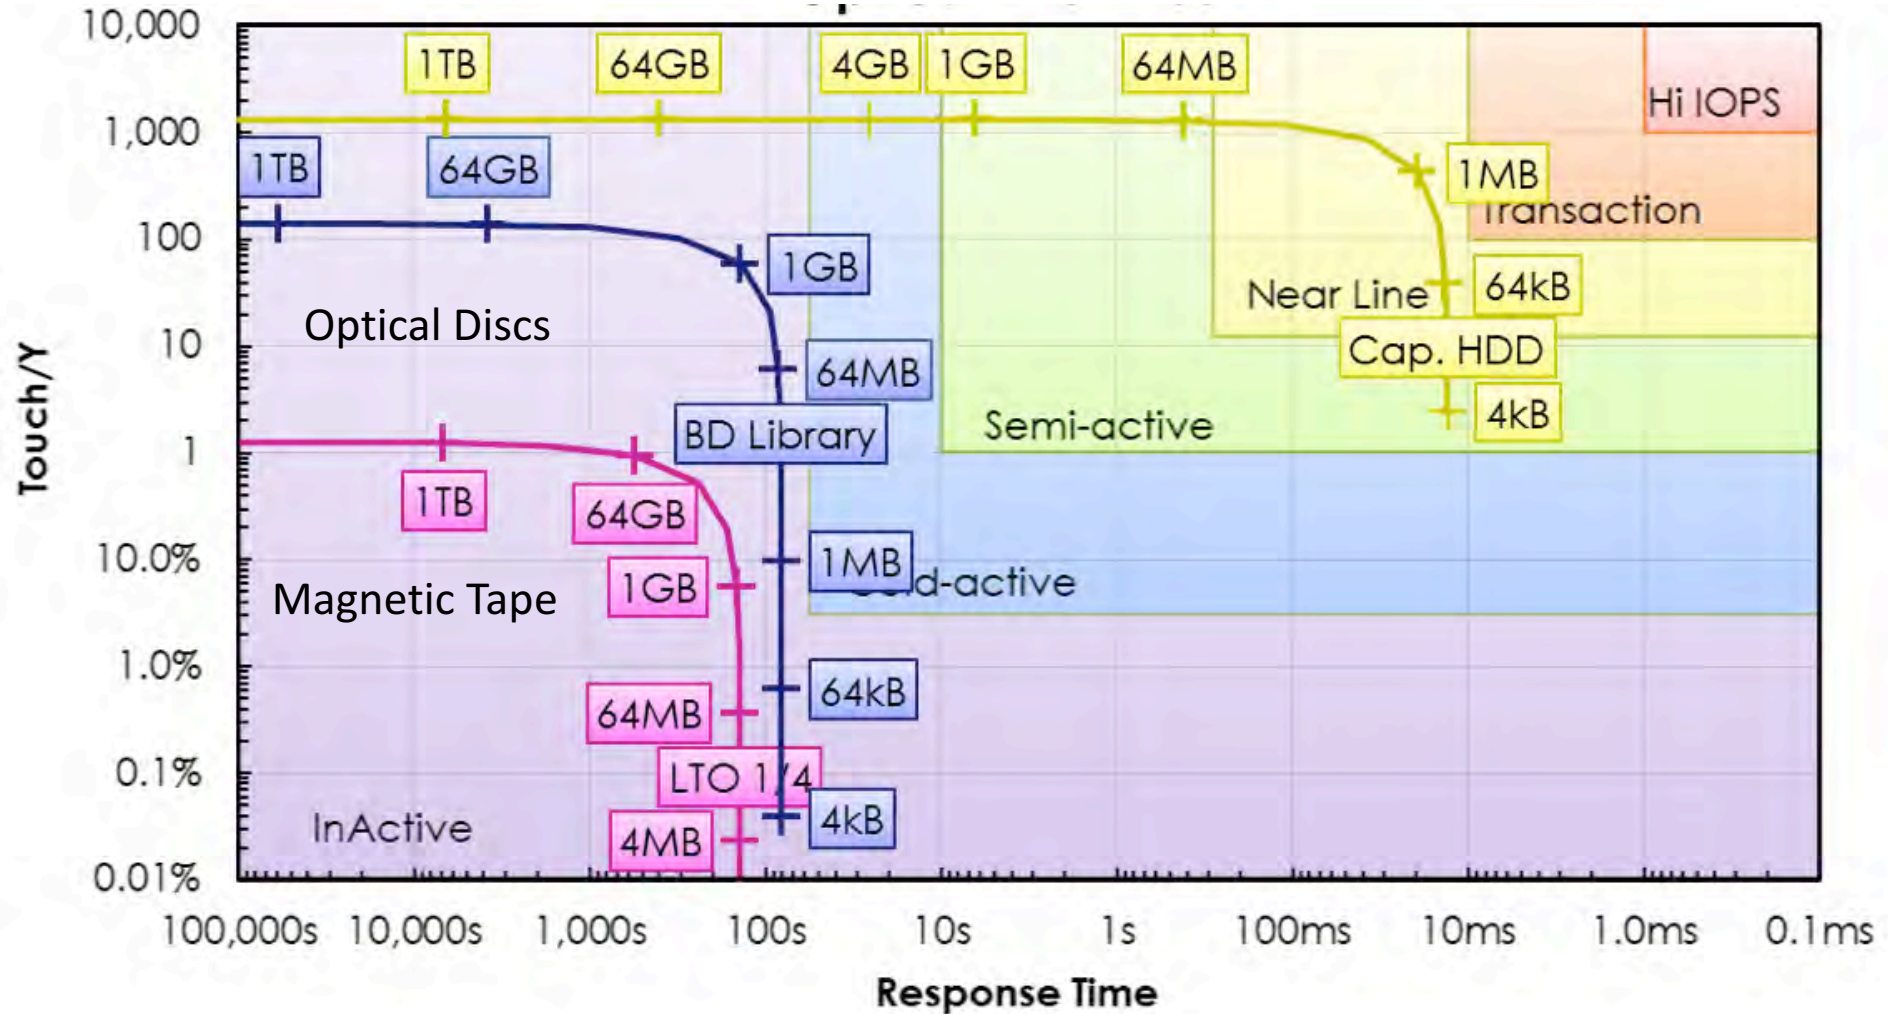 10,000
1TB 64GB 4GB 1GB 64MB
Hi IOPS
1,000
1TB 64GB
1MB
Transaction
100
1GB
Near Line 64kB
Optical Discs
10
Cap. HDD
64MB
4kB
Semi-active
BD Library
1
Touch/Y
1TB 64GB
10.0%
1MB
d-active
1GB
Magnetic Tape
1.0%
64kB
64MB
0.1%
LTO 1/4
4kB
InActive
4MB
0.01%
100,000s 10,000s 1,000s 100s 10s 1s 100ms 10ms 1.0ms 0.1ms
Response Time